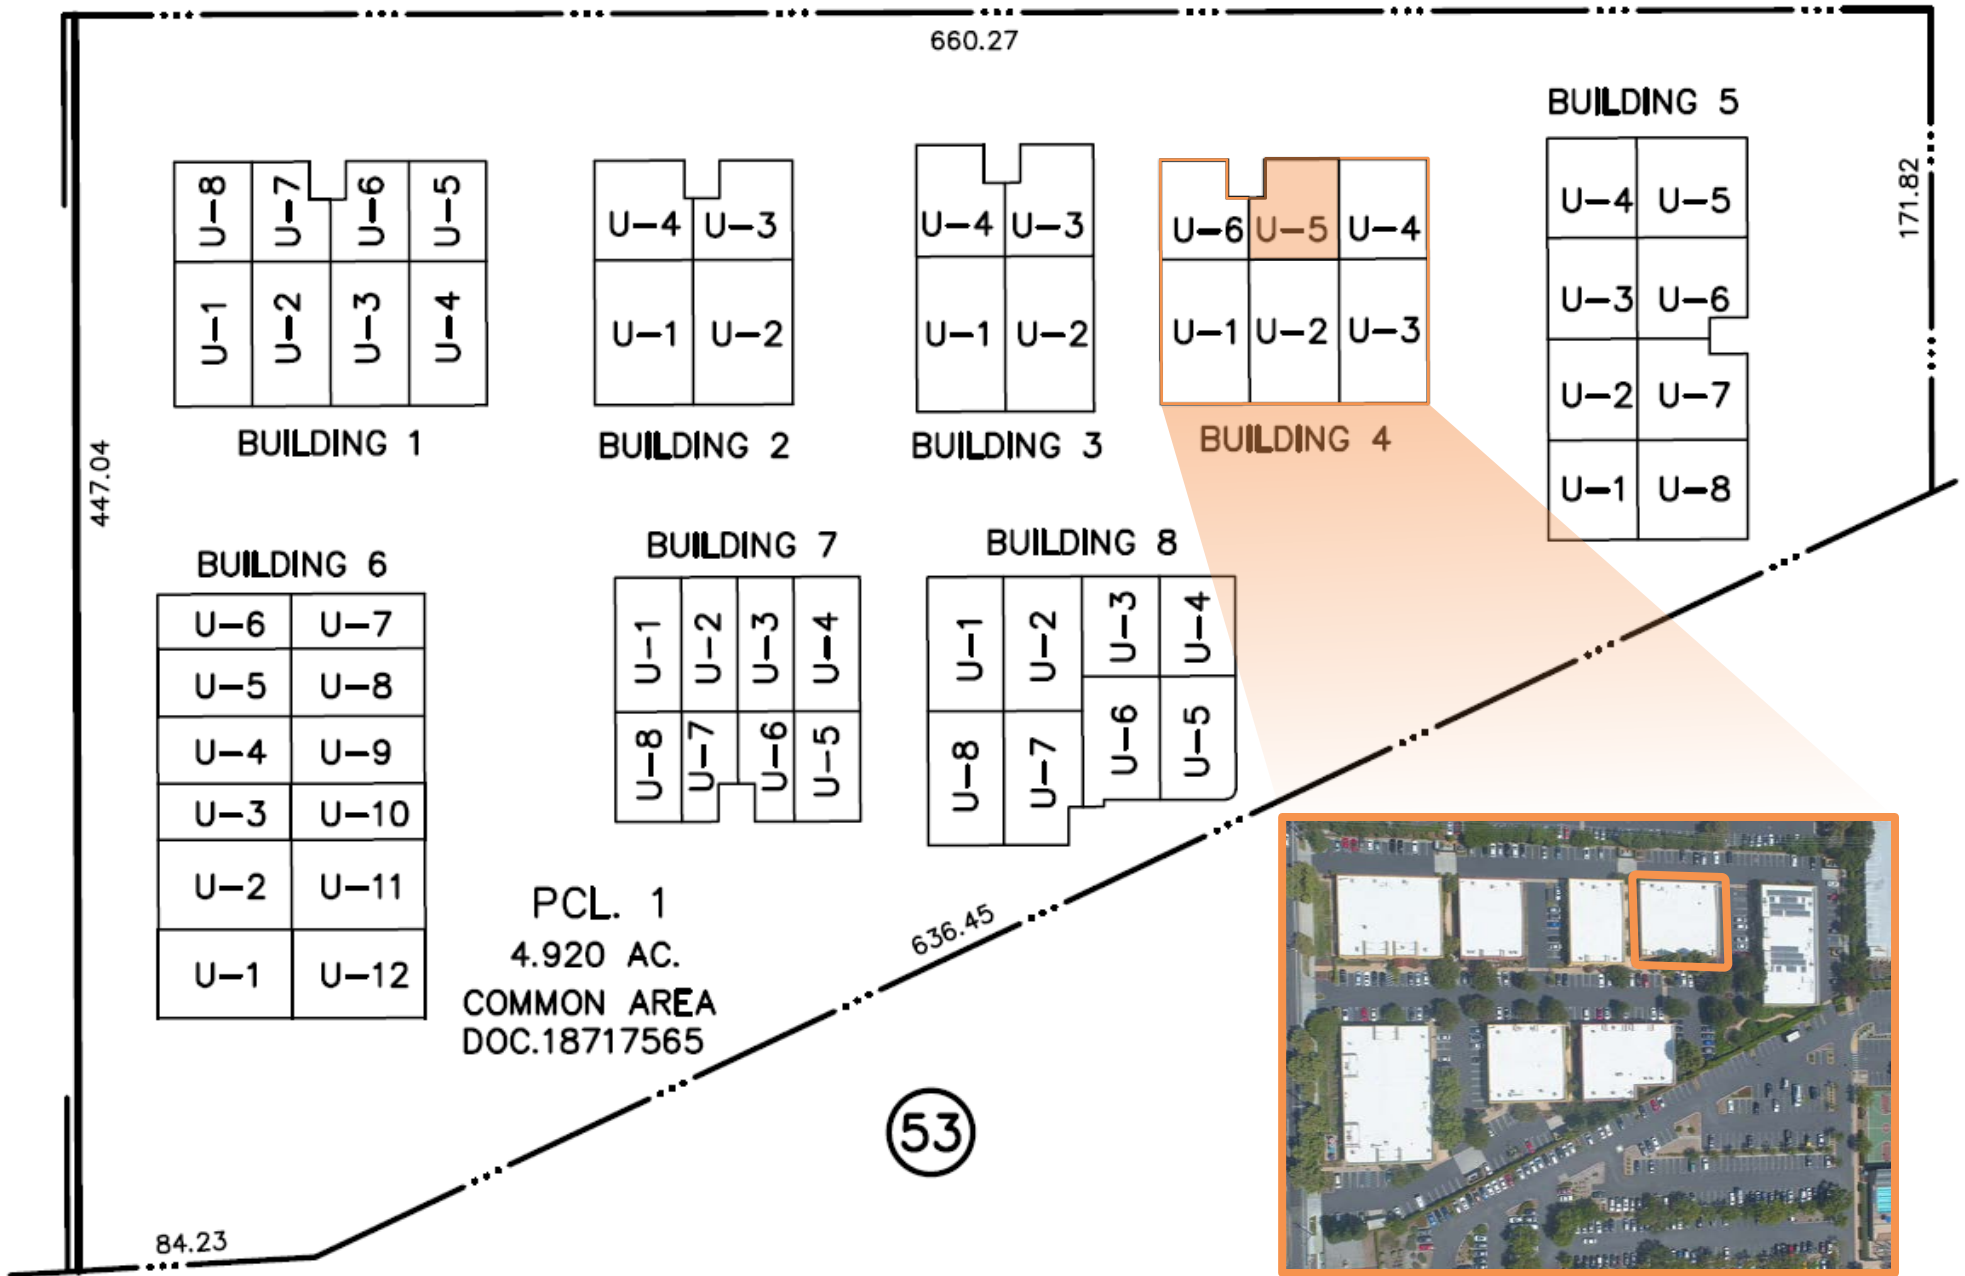 660.27
BUILDING 5
171.82
447.04
U-8 U-7 U-6 U-5
U-1 U-2 U-3 U-4
BUILDING 1
U-4 U-3
U-1 U-2
BUILDING 2
U-4 U-3
U-1 U-2
BUILDING 3
U-6 U-5 U-4
U-1 U-2 U-3
BUILDING 4
U-4 U-5
U-3 U-6
U-2 U-7
U-1 U-8
BUILDING 6
U-6 U-7
U-5 U-8
U-4 U-9
U-3 U-10
U-2 U-11
U-1 U-12
BUILDING 7
U-1 U-2 U-3 U-4
U-8 U-7 U-6 U-5
BUILDING 8
U-1 U-2 U-3 U-4
U-8 U-7 U-6 U-5
PCL. 1
4.920 AC.
COMMON AREA
DOC.18717565
636.45
53
84.23